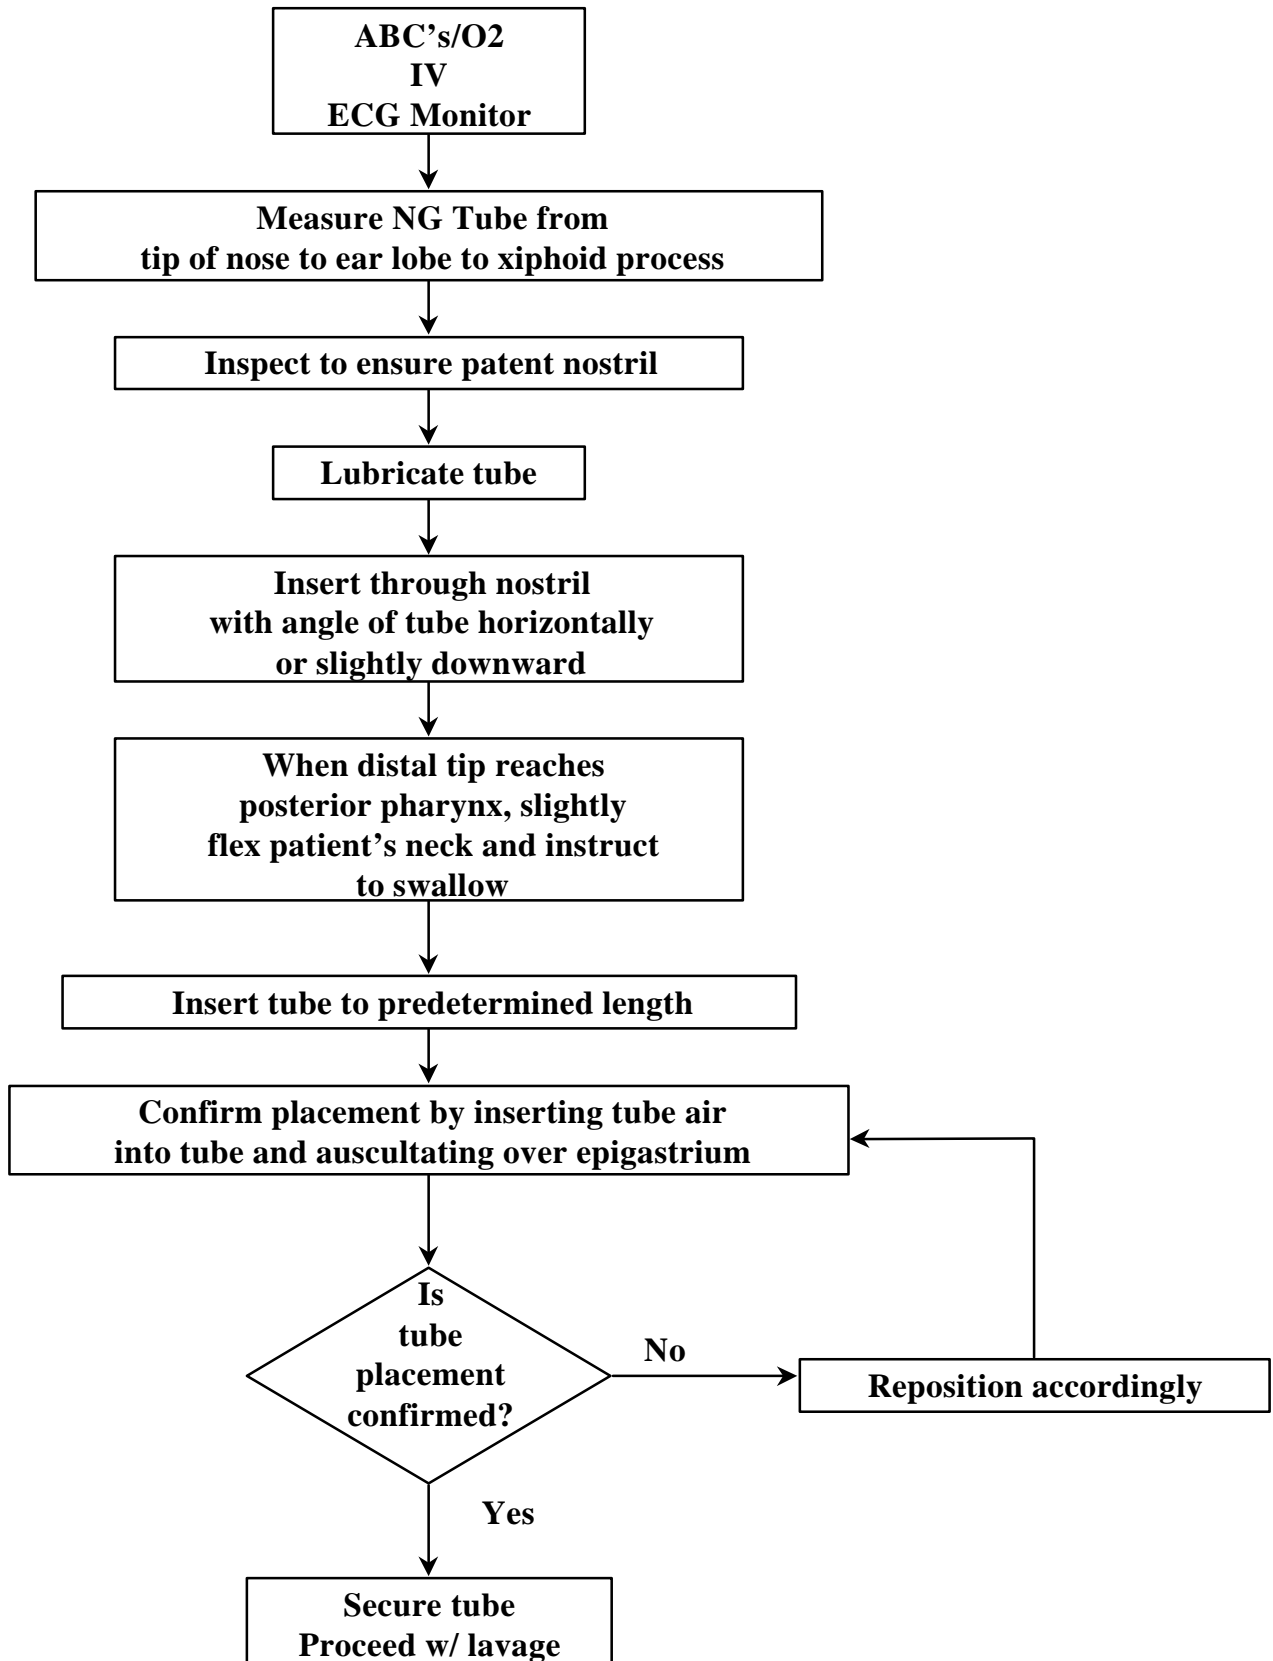 ABC’s/O2
IV
ECG Monitor
Measure NG Tube from
tip of nose to ear lobe to xiphoid process
Inspect to ensure patent nostril
Lubricate tube
Insert through nostril
with angle of tube horizontally
or slightly downward
When distal tip reaches
posterior pharynx, slightly
flex patient’s neck and instruct
to swallow
Insert tube to predetermined length
Confirm placement by inserting tube air
into tube and auscultating over epigastrium
Is
tube
placement
confirmed?
No
Reposition accordingly
Yes
Secure tube
Proceed w/ lavage